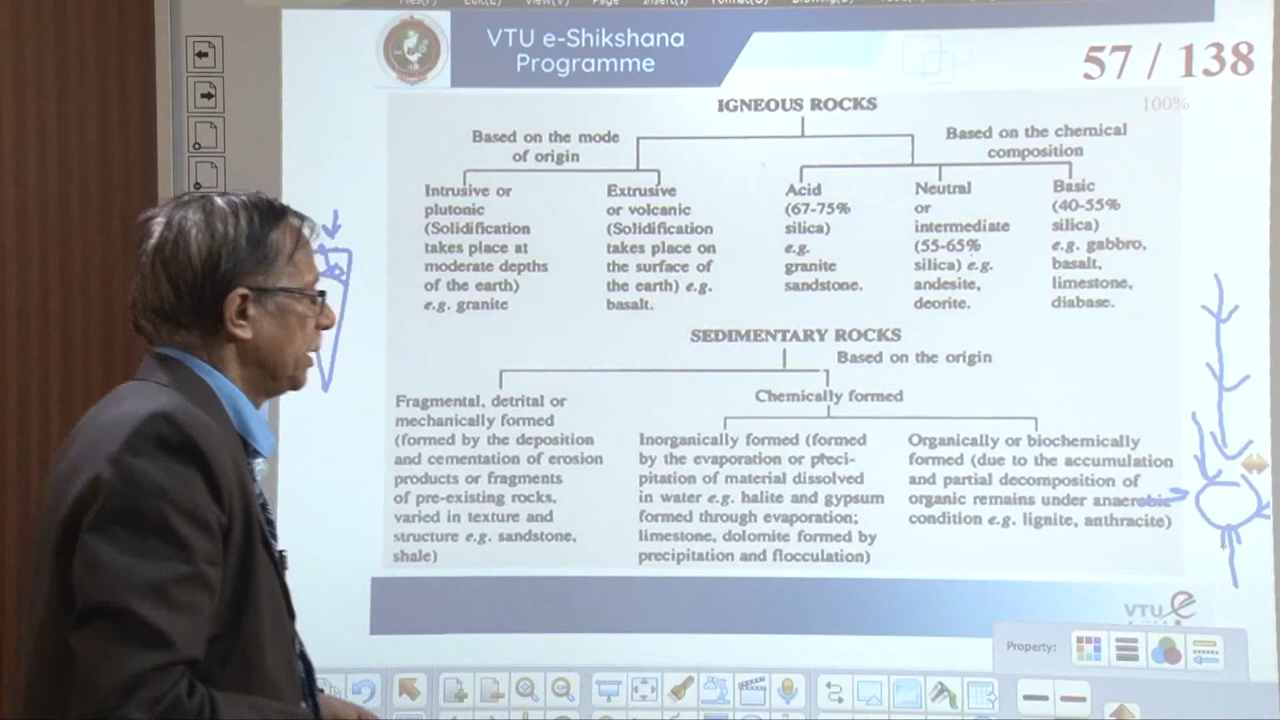 VTU e-Shikshana
Programme
57 / 138
100%
IGNEOUS ROCKS
Based on the mode
of origin
Based on the chemical
composition
Intrusive or
plutonic
(Solidification
takes place at
moderate depths
of the earth)
e.g. granite
Extrusive
or volcanic
(Solidification
takes place on
the surface of
the earth) e.g.
basalt.
Acid
(67-75%
silica)
e.g.
granite
sandstone.
Neutral
or
intermediate
(55-65%
silica) e.g.
andesite,
deorite.
Basic
(40-55%
silica)
e.g. gabbro,
basalt,
limestone,
diabase.
SEDIMENTARY ROCKS
Based on the origin
Fragmental, detrital or
mechanically formed
(formed by the deposition
and cementation of erosion
products or fragments
of pre-existing rocks,
varied in texture and
structure e.g. sandstone,
shale)
Chemically formed
Inorganically formed (formed
by the evaporation or preci-
pitation of material dissolved
in water e.g. halite and gypsum
formed through evaporation;
limestone, dolomite formed by
precipitation and flocculation)
Organically or biochemically
formed (due to the accumulation
and partial decomposition of
organic remains under anaerobic
condition e.g. lignite, anthracite)
VTU e
Property: